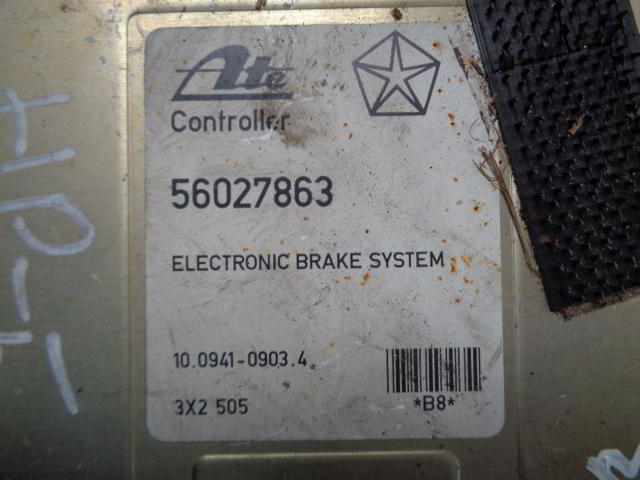 Ate
Controller
56027863
ELECTRONIC BRAKE SYSTEM
10.0941-0903.4
3X2 505
*B8*